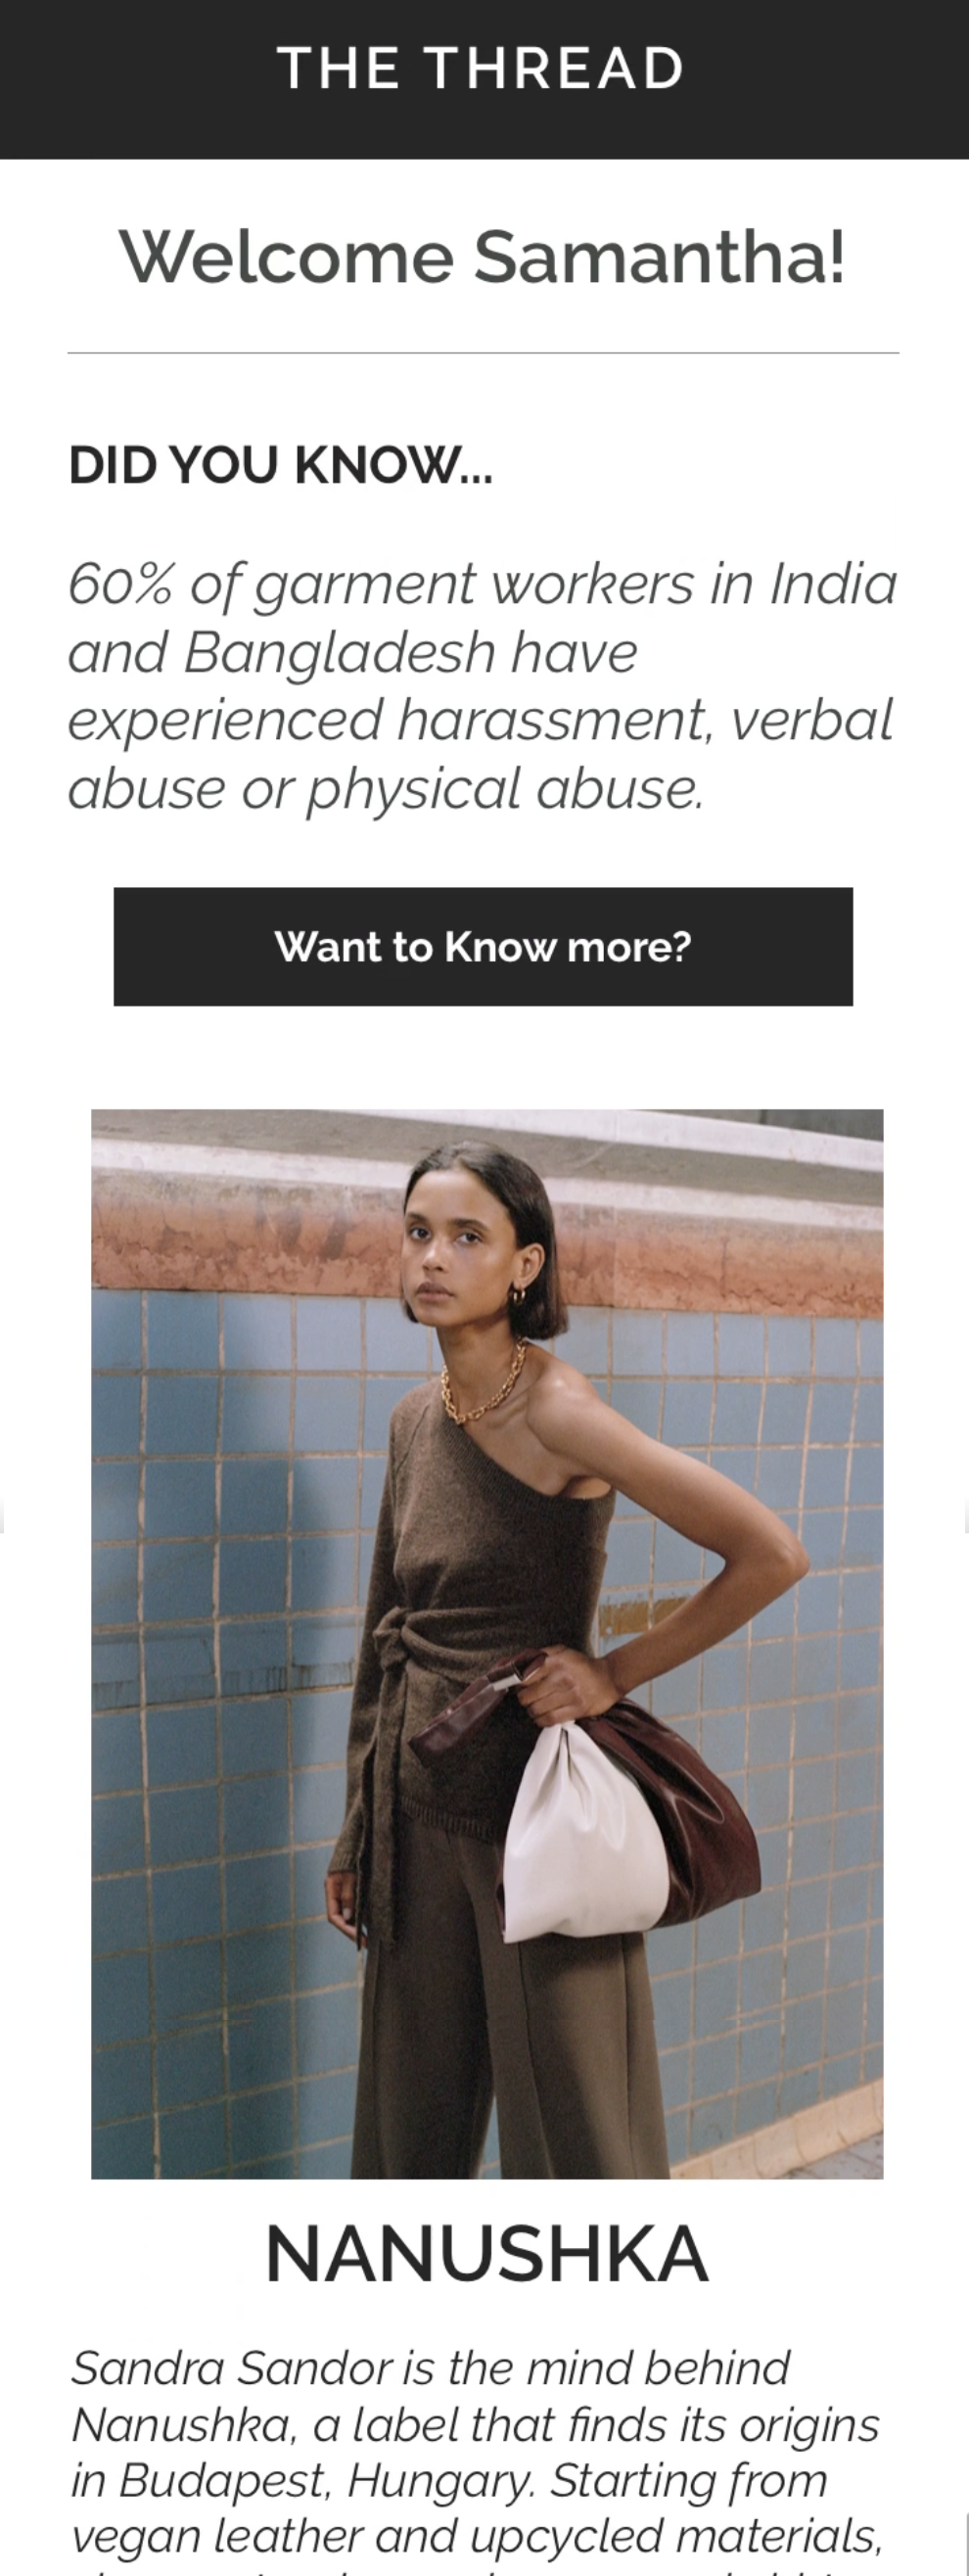 THE THREAD
Welcome Samantha!
DID YOU KNOW...
60% of garment workers in India
and Bangladesh have
experienced harassment, verbal
abuse or physical abuse.
Want to Know more?
NANUSHKA
Sandra Sandor is the mind behind
Nanushka, a label that finds its origins
in Budapest, Hungary. Starting from
vegan leather and upcycled materials,